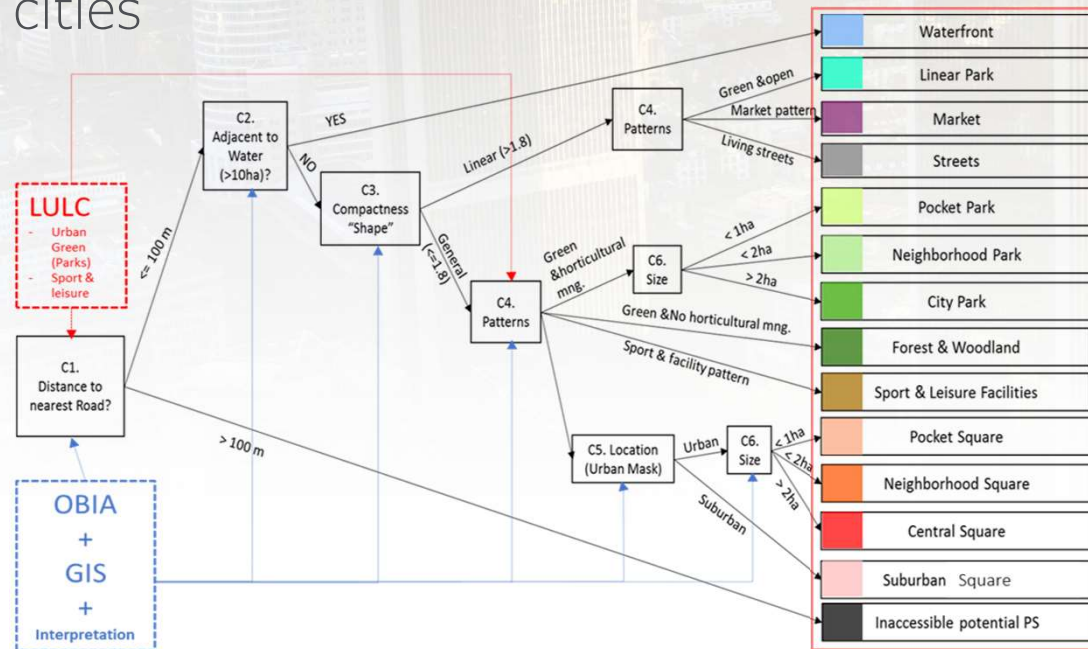 cities
LULC
- Urban
Green
(Parks)
- Sport &
leisure
C1.
Distance to
nearest Road?
OBIA
+
GIS
+
Interpretation
<= 100 m
> 100 m
C2.
Adjacent to
Water
(>10ha)?
YES
NO
C3.
Compactness
"Shape"
Linear (>1.8)
General
(<=1.8)
C4.
Patterns
Green &open
Market pattern
Living streets
C4.
Patterns
Green
&horticultural
mng.
Green &No horticultural mng.
Sport & facility pattern
C6.
Size
< 1ha
< 2ha
> 2ha
C5. Location
(Urban Mask)
Urban
Suburban
C6.
Size
< 1ha
< 2ha
> 2ha
Waterfront
Linear Park
Market
Streets
Pocket Park
Neighborhood Park
City Park
Forest & Woodland
Sport & Leisure Facilities
Pocket Square
Neighborhood Square
Central Square
Suburban Square
Inaccessible potential PS